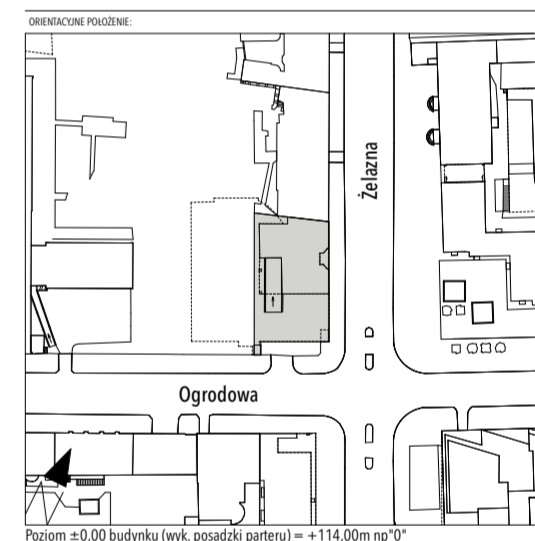 ORIENTACYJNE POŁOŻENIE:
Żelazna
Ogrodowa
Poziom ±0.00 budynku (wyk. posadzki parteru) = +114.00m np"0"